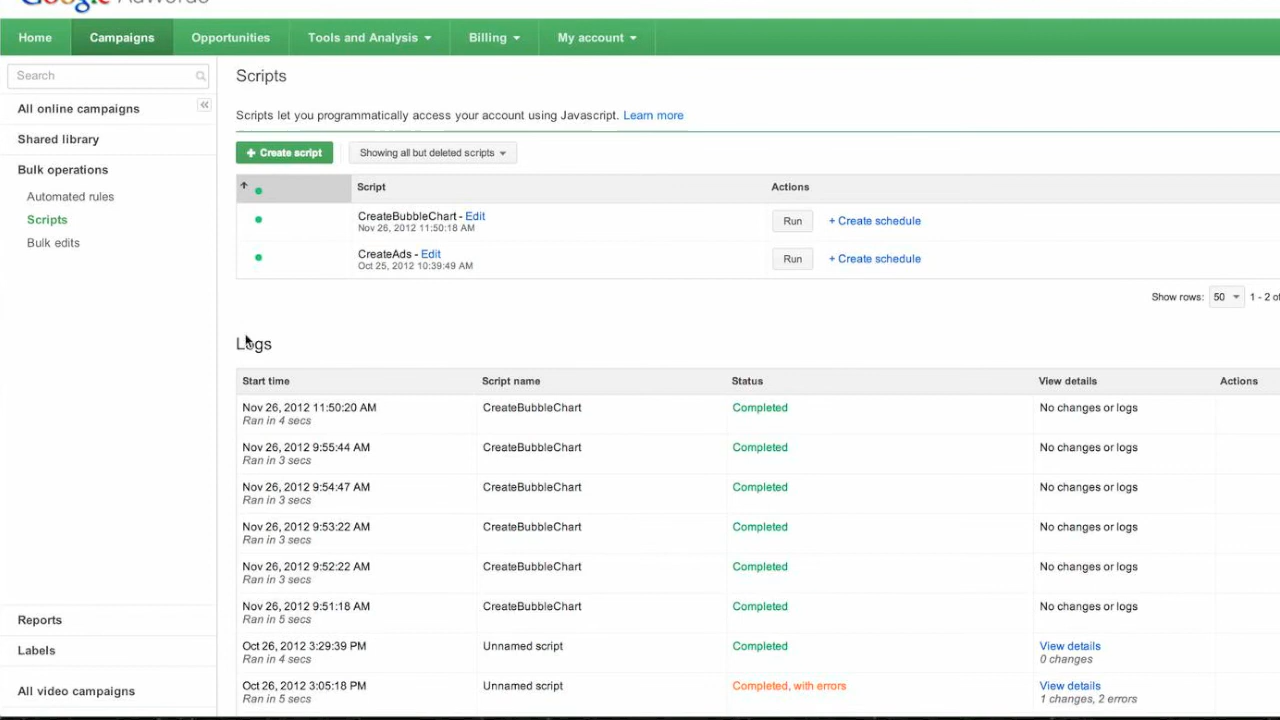 Google AdWords
Home Campaigns Opportunities Tools and Analysis Billing My account
Search
All online campaigns
Shared library
Bulk operations
Automated rules
Scripts
Bulk edits
Reports
Labels
All video campaigns
Scripts
Scripts let you programmatically access your account using Javascript. Learn more
+ Create script Showing all but deleted scripts
Script Actions
CreateBubbleChart - Edit Run + Create schedule
Nov 26, 2012 11:50:18 AM
CreateAds - Edit Run + Create schedule
Oct 25, 2012 10:39:49 AM
Show rows: 50 1 - 2 of
Logs
Start time Script name Status View details Actions
Nov 26, 2012 11:50:20 AM CreateBubbleChart Completed No changes or logs
Ran in 4 secs
Nov 26, 2012 9:55:44 AM CreateBubbleChart Completed No changes or logs
Ran in 3 secs
Nov 26, 2012 9:54:47 AM CreateBubbleChart Completed No changes or logs
Ran in 3 secs
Nov 26, 2012 9:53:22 AM CreateBubbleChart Completed No changes or logs
Ran in 3 secs
Nov 26, 2012 9:52:22 AM CreateBubbleChart Completed No changes or logs
Ran in 3 secs
Nov 26, 2012 9:51:18 AM CreateBubbleChart Completed No changes or logs
Ran in 5 secs
Oct 26, 2012 3:29:39 PM Unnamed script Completed View details
Ran in 4 secs 0 changes
Oct 26, 2012 3:05:18 PM Unnamed script Completed, with errors View details
Ran in 5 secs 1 changes, 2 errors